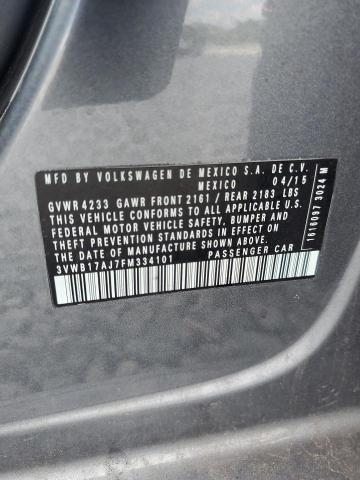 MFD BY VOLKSWAGEN DE MEXICO S.A. DE C.V.
MEXICO 04/15
GVWR 4233 GAWR FRONT 2161 / REAR 2183 LBS
THIS VEHICLE CONFORMS TO ALL APPLICABLE U.S.
FEDERAL MOTOR VEHICLE SAFETY, BUMPER AND
THEFT PREVENTION STANDARDS IN EFFECT ON
THE DATE OF MANUFACTURE SHOWN ABOVE.
3VWB17AJ7FM334101 PASSENGER CAR
1616097 3024 M